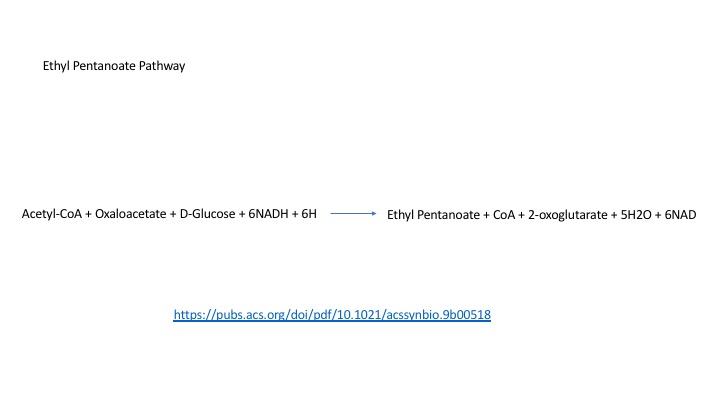 Ethyl Pentanoate Pathway
Acetyl-CoA + Oxaloacetate + D-Glucose + 6NADH + 6H
Ethyl Pentanoate + CoA + 2-oxoglutarate + 5H2O + 6NAD
https://pubs.acs.org/doi/pdf/10.1021/acssynbio.9b00518